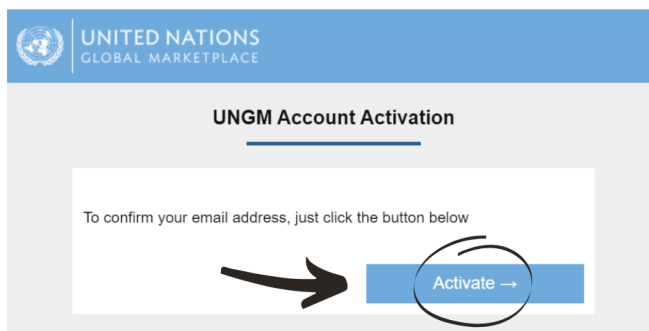 UNITED NATIONS
GLOBAL MARKETPLACE
UNGM Account Activation
To confirm your email address, just click the button below
Activate →